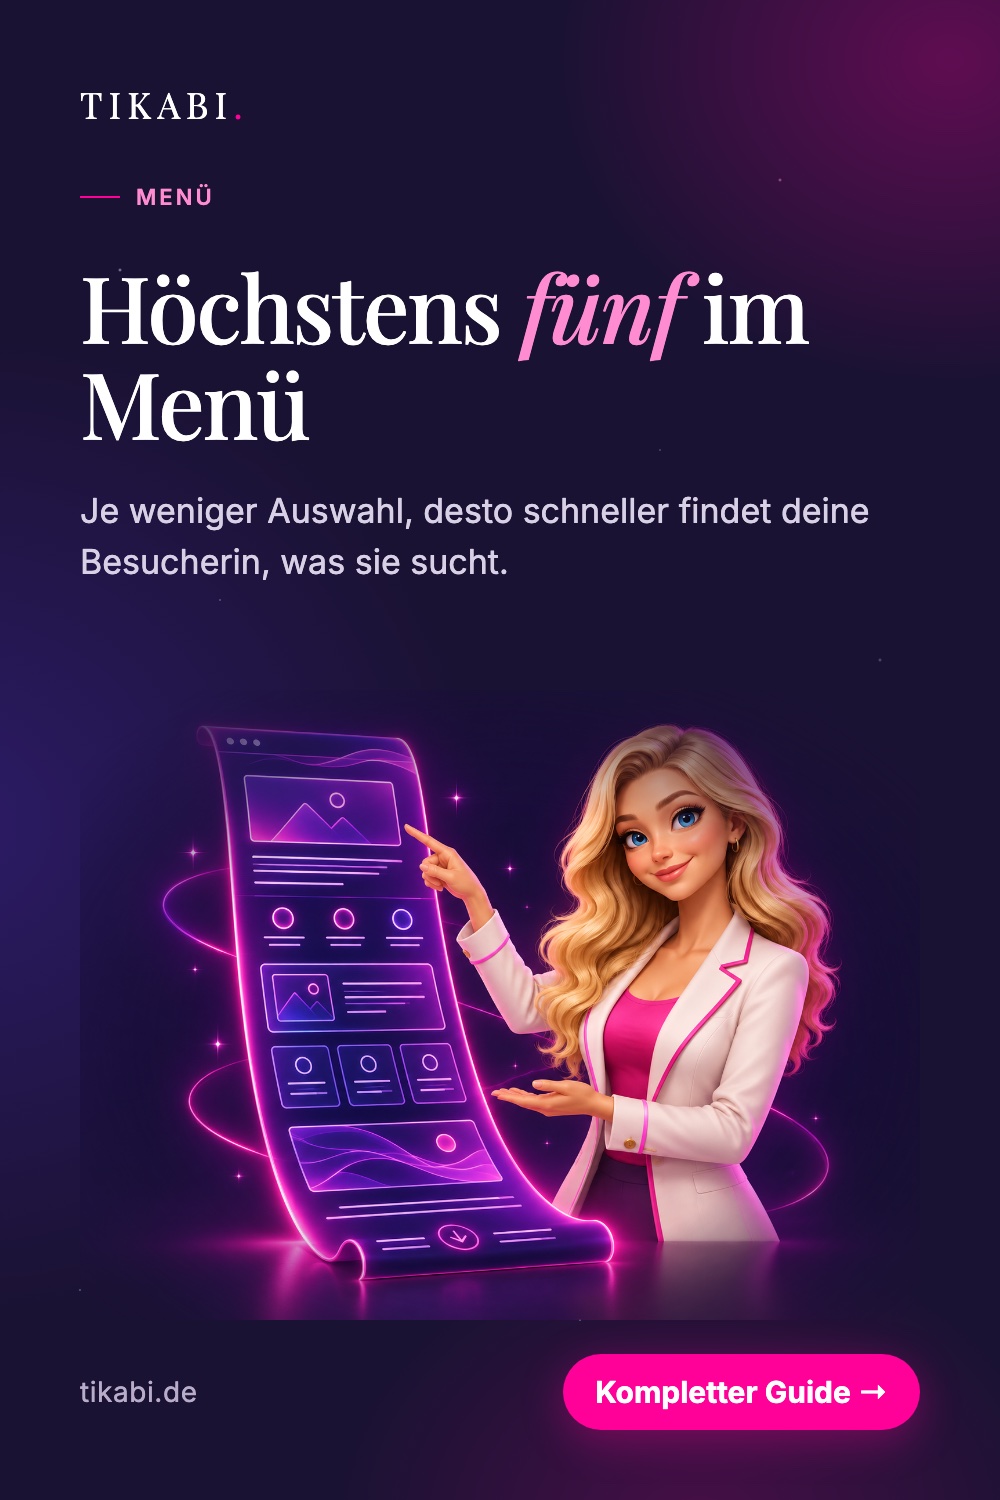 TIKABI.
MENÜ
Höchstens fünf im
Menü
Je weniger Auswahl, desto schneller findet deine
Besucherin, was sie sucht.
tikabi.de
Kompletter Guide →